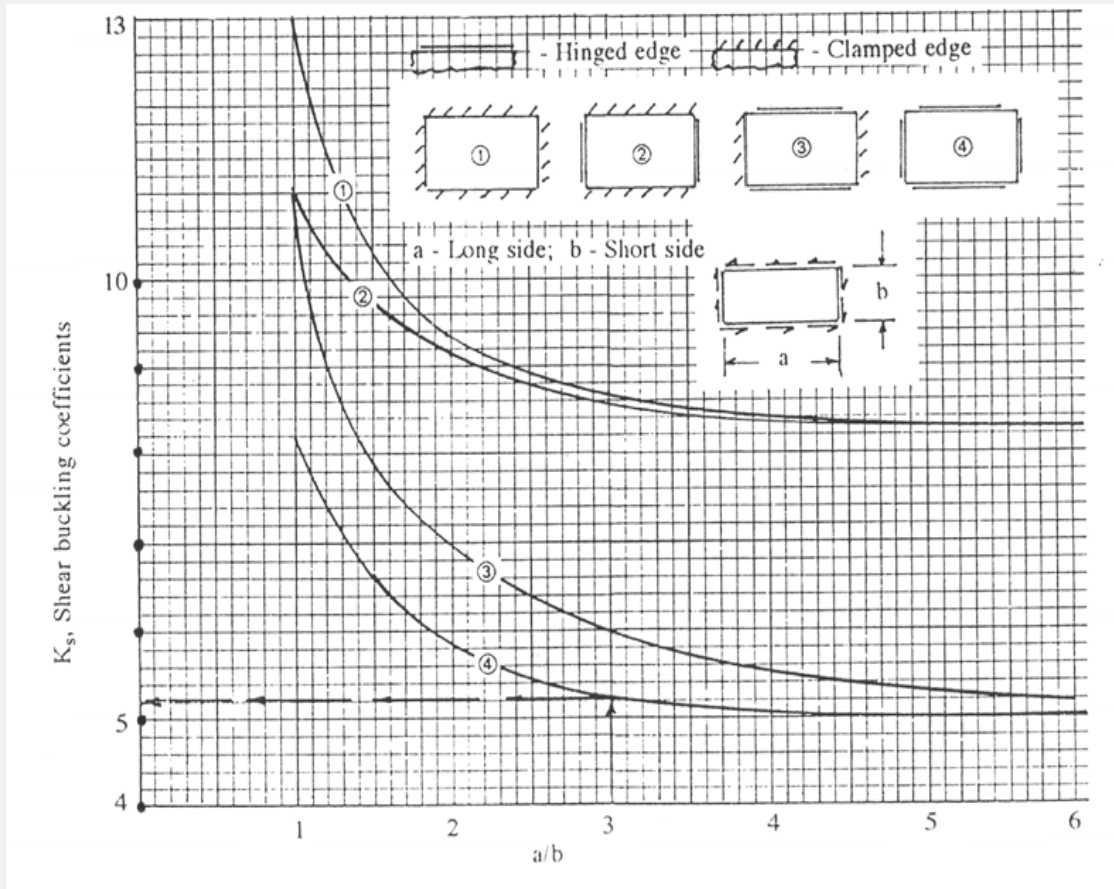 13
- Hinged edge - Clamped edge
① ② ③ ④
①
a - Long side; b - Short side
10
②
b
a
K_s, Shear buckling coefficients
③
④
5
4
1 2 3 4 5 6
a/b